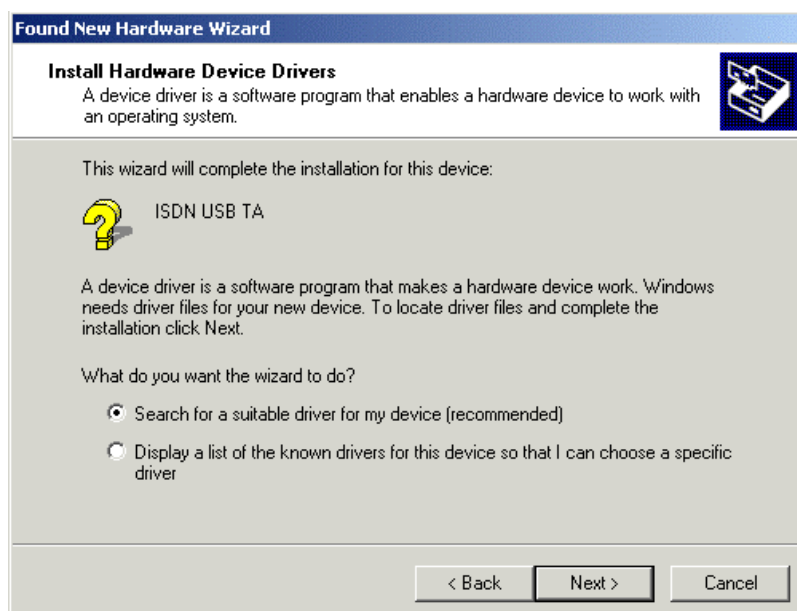 Found New Hardware Wizard
Install Hardware Device Drivers
A device driver is a software program that enables a hardware device to work with
an operating system.
This wizard will complete the installation for this device:
ISDN USB TA
A device driver is a software program that makes a hardware device work. Windows
needs driver files for your new device. To locate driver files and complete the
installation click Next.
What do you want the wizard to do?
Search for a suitable driver for my device (recommended)
Display a list of the known drivers for this device so that I can choose a specific
driver
< Back Next > Cancel